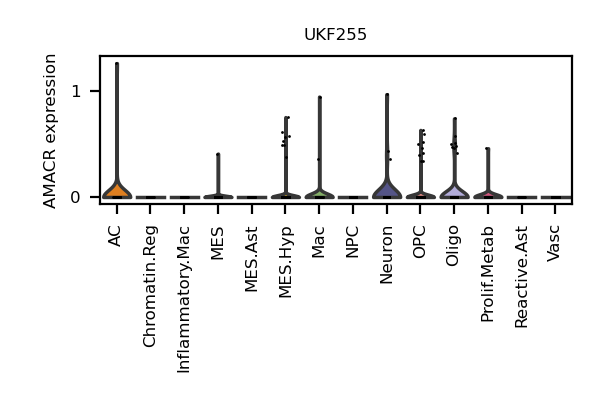 UKF255
AMACR expression
1
0
AC
Chromatin.Reg
Inflammatory.Mac
MES
MES.Ast
MES.Hyp
Mac
NPC
Neuron
OPC
Oligo
Prolif.Metab
Reactive.Ast
Vasc